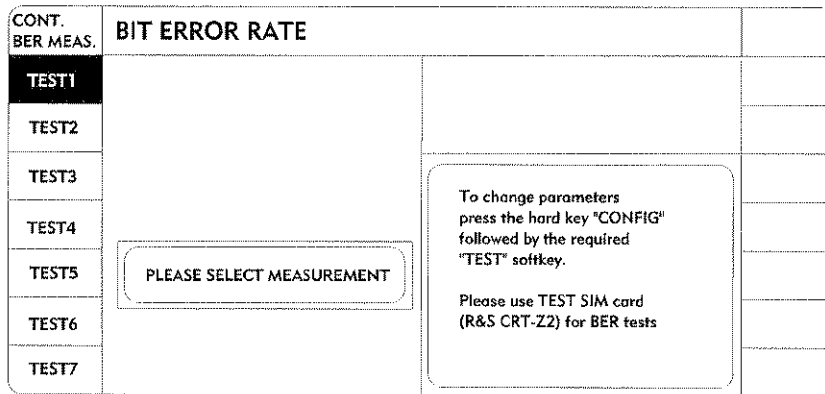 CONT.
BER MEAS.
BIT ERROR RATE
TEST1
TEST2
TEST3
TEST4
TEST5
TEST6
TEST7
PLEASE SELECT MEASUREMENT
To change parameters
press the hard key "CONFIG"
followed by the required
"TEST" softkey.
Please use TEST SIM card
(R&S CRT-Z2) for BER tests